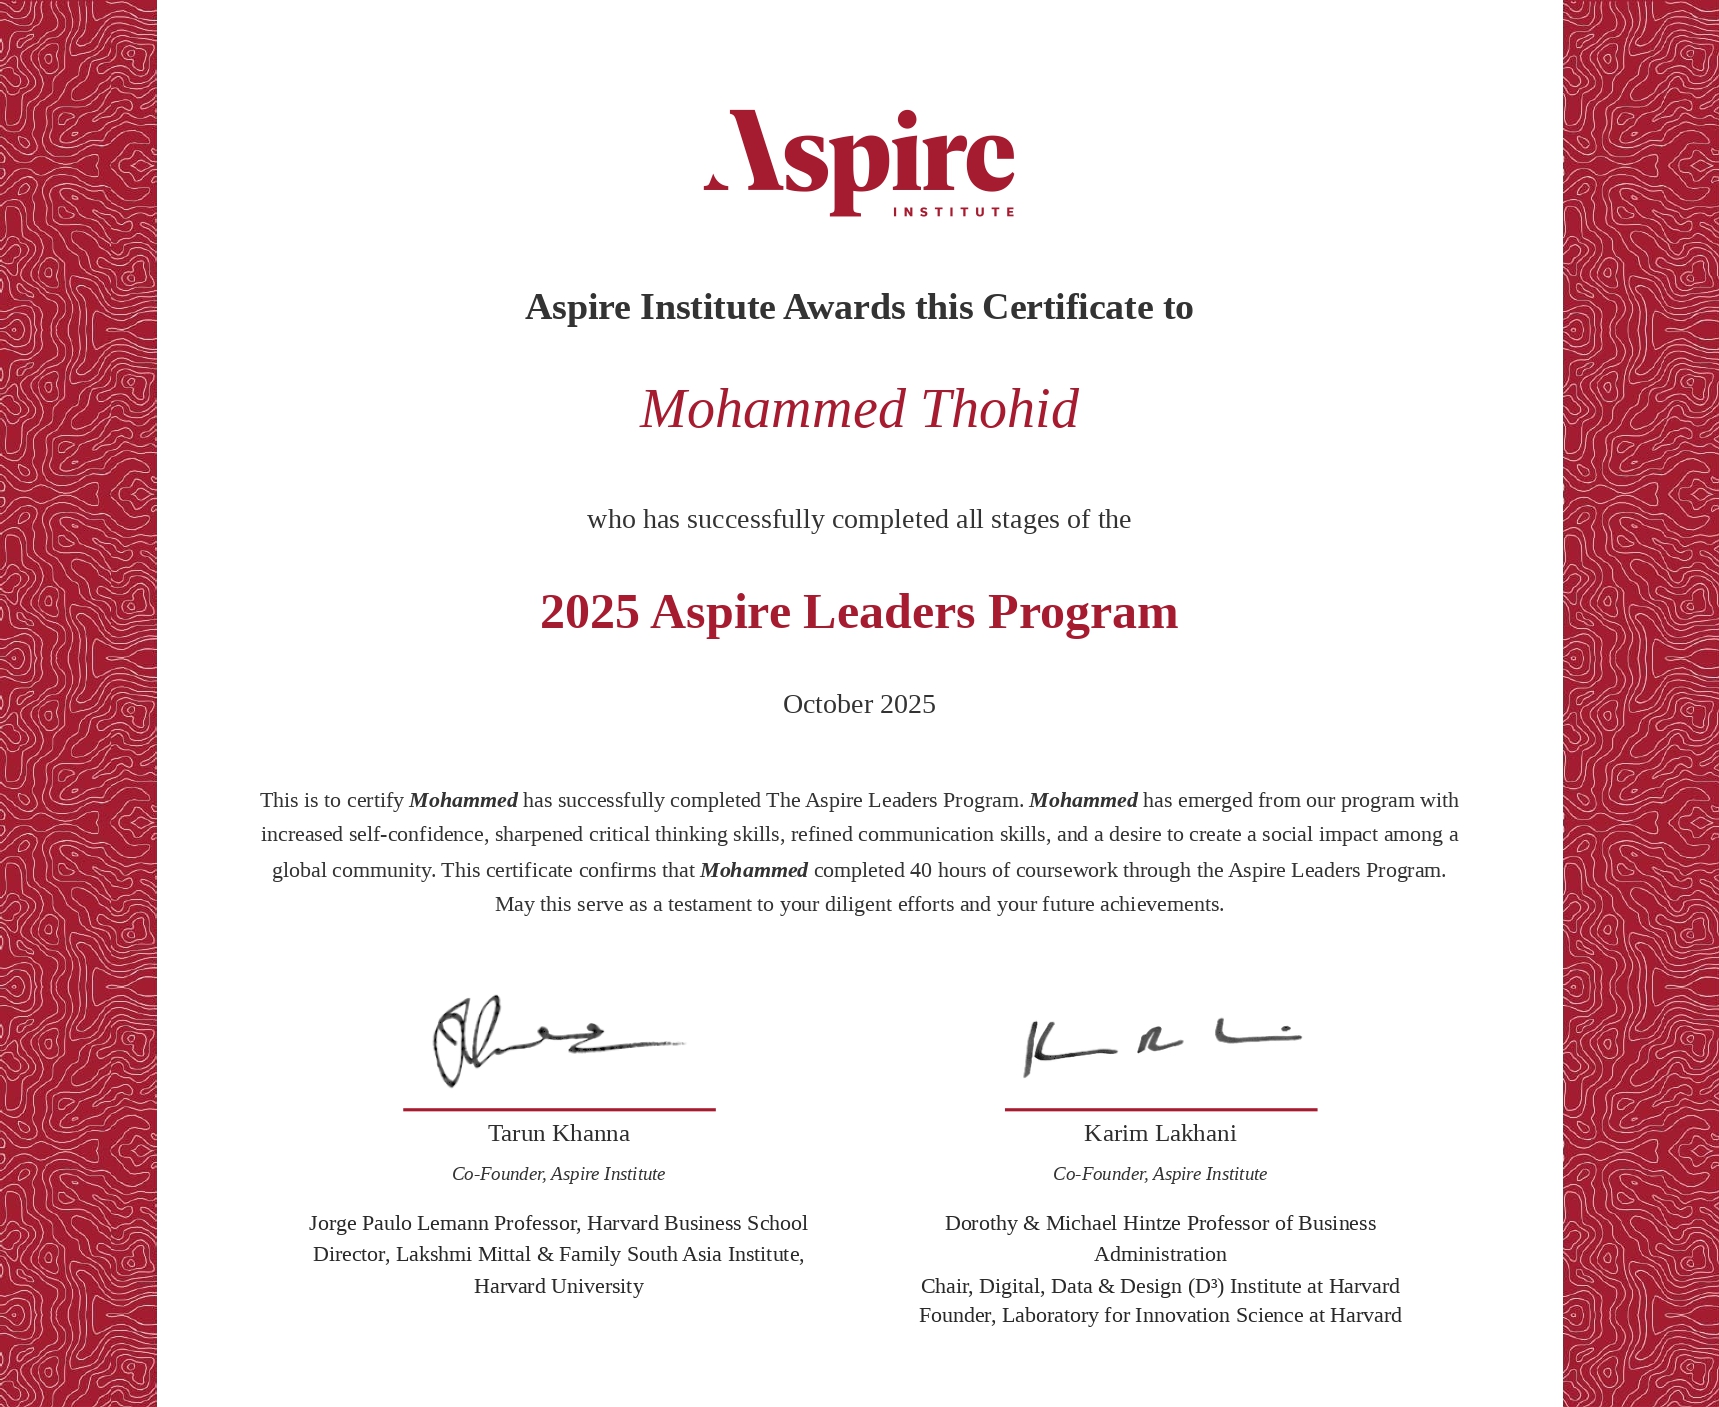 Aspire
INSTITUTE
Aspire Institute Awards this Certificate to
Mohammed Thohid
who has successfully completed all stages of the
2025 Aspire Leaders Program
October 2025
This is to certify Mohammed has successfully completed The Aspire Leaders Program. Mohammed has emerged from our program with
increased self-confidence, sharpened critical thinking skills, refined communication skills, and a desire to create a social impact among a
global community. This certificate confirms that Mohammed completed 40 hours of coursework through the Aspire Leaders Program.
May this serve as a testament to your diligent efforts and your future achievements.
Tarun Khanna
Co-Founder, Aspire Institute
Jorge Paulo Lemann Professor, Harvard Business School
Director, Lakshmi Mittal & Family South Asia Institute,
Harvard University
Karim Lakhani
Co-Founder, Aspire Institute
Dorothy & Michael Hintze Professor of Business
Administration
Chair, Digital, Data & Design (D³) Institute at Harvard
Founder, Laboratory for Innovation Science at Harvard